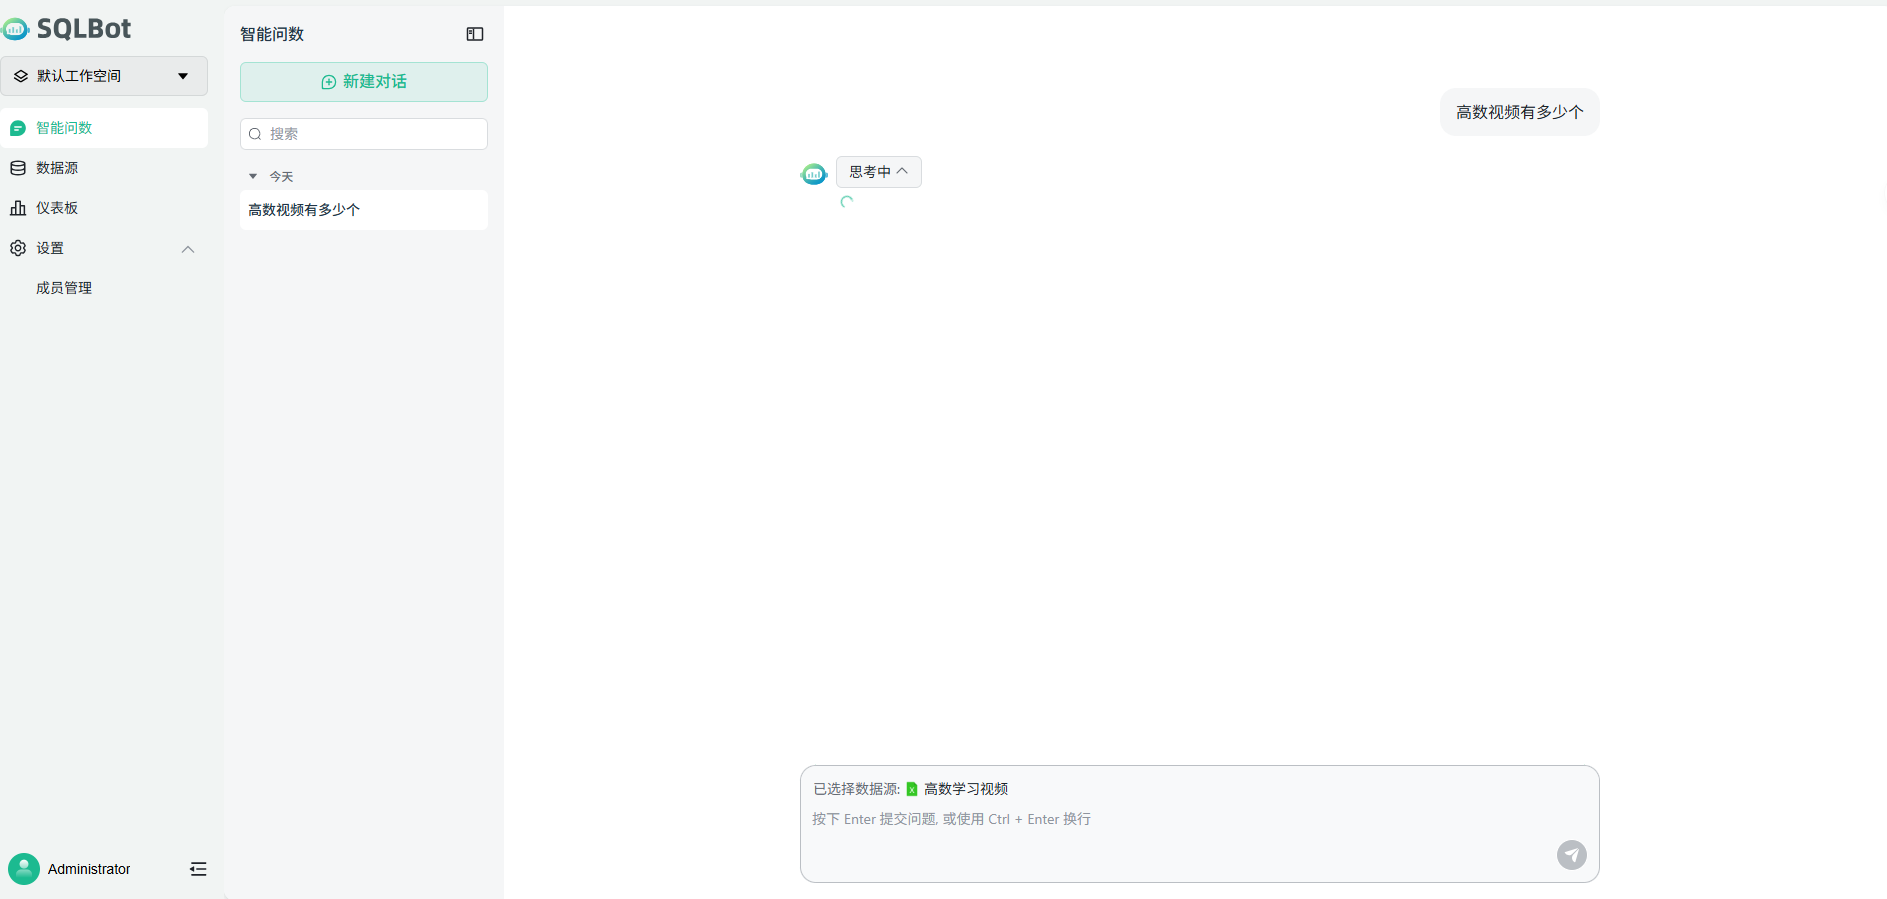 SQLBot
默认工作空间
智能问数
数据源
仪表板
设置
成员管理
Administrator
智能问数
新建对话
搜索
今天
高数视频有多少个
高数视频有多少个
思考中
已选择数据源: 高数学习视频
按下 Enter 提交问题, 或使用 Ctrl + Enter 换行